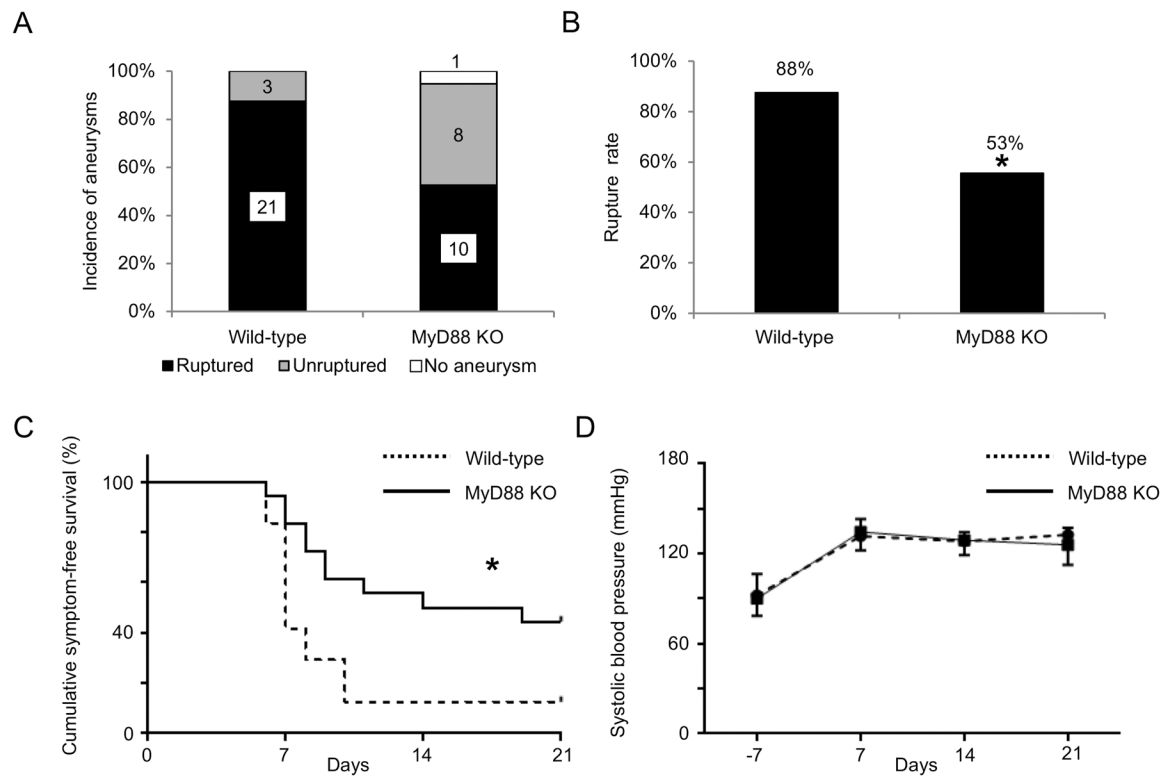 A
Incidence of aneurysms
100%
80%
60%
40%
20%
0%
3
21
1
8
10
Wild-type
MyD88 KO
Ruptured Unruptured No aneurysm
B
Rupture rate
100%
80%
60%
40%
20%
0%
88%
53%
*
Wild-type
MyD88 KO
C
Cumulative symptom-free survival (%)
100
40
0
Wild-type
MyD88 KO
*
0 7 14 21
Days
D
Systolic blood pressure (mmHg)
180
120
60
0
Wild-type
MyD88 KO
-7 7 14 21
Days